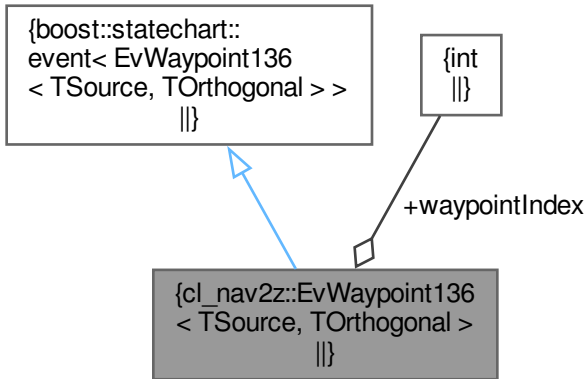 {boost::statechart::
event< EvWaypoint136
< TSource, TOrthogonal > >
||}
{int
||}
+waypointIndex
{cl_nav2z::EvWaypoint136
< TSource, TOrthogonal >
||}